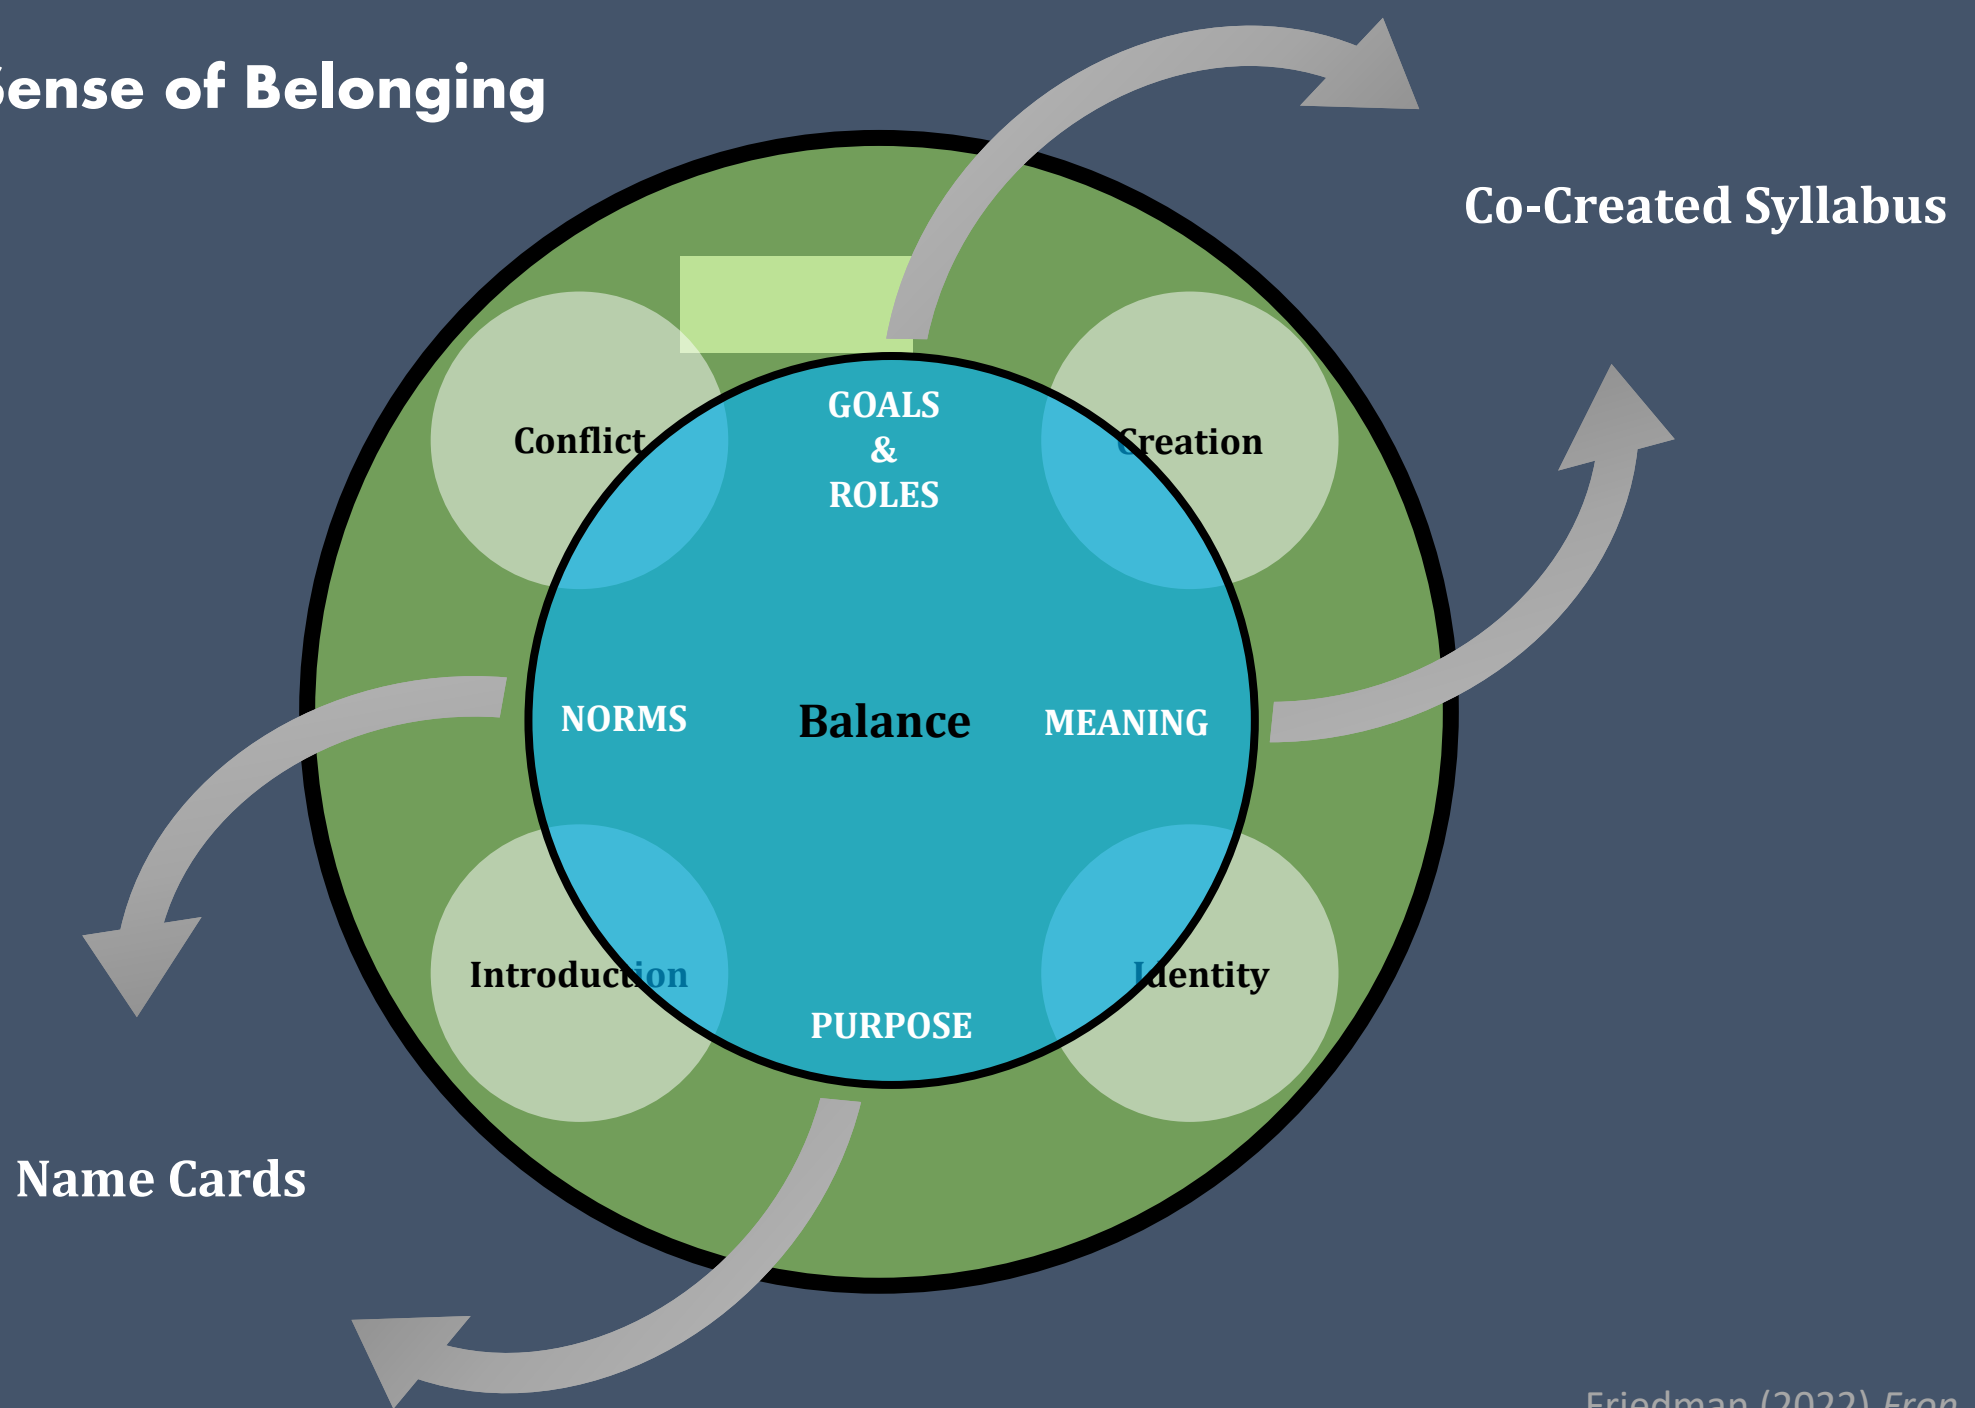 Sense of Belonging
Co-Created Syllabus
GOALS
&
ROLES
Conflict
Creation
NORMS
Balance
MEANING
Introduction
Identity
PURPOSE
Name Cards
Friedman (2022) Fron